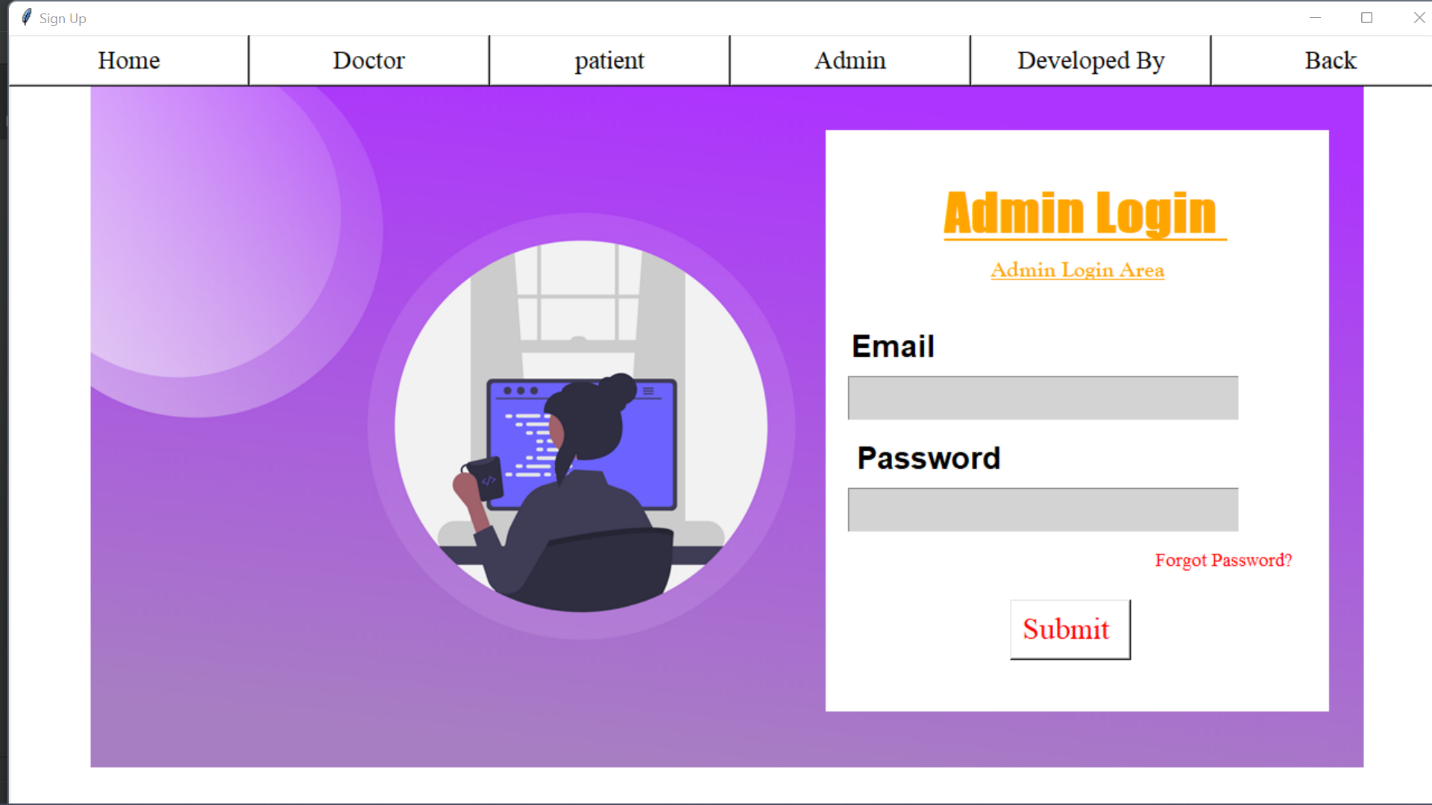 Sign Up
Home Doctor patient Admin Developed By Back
Admin Login
Admin Login Area
Email
Password
Forgot Password?
Submit